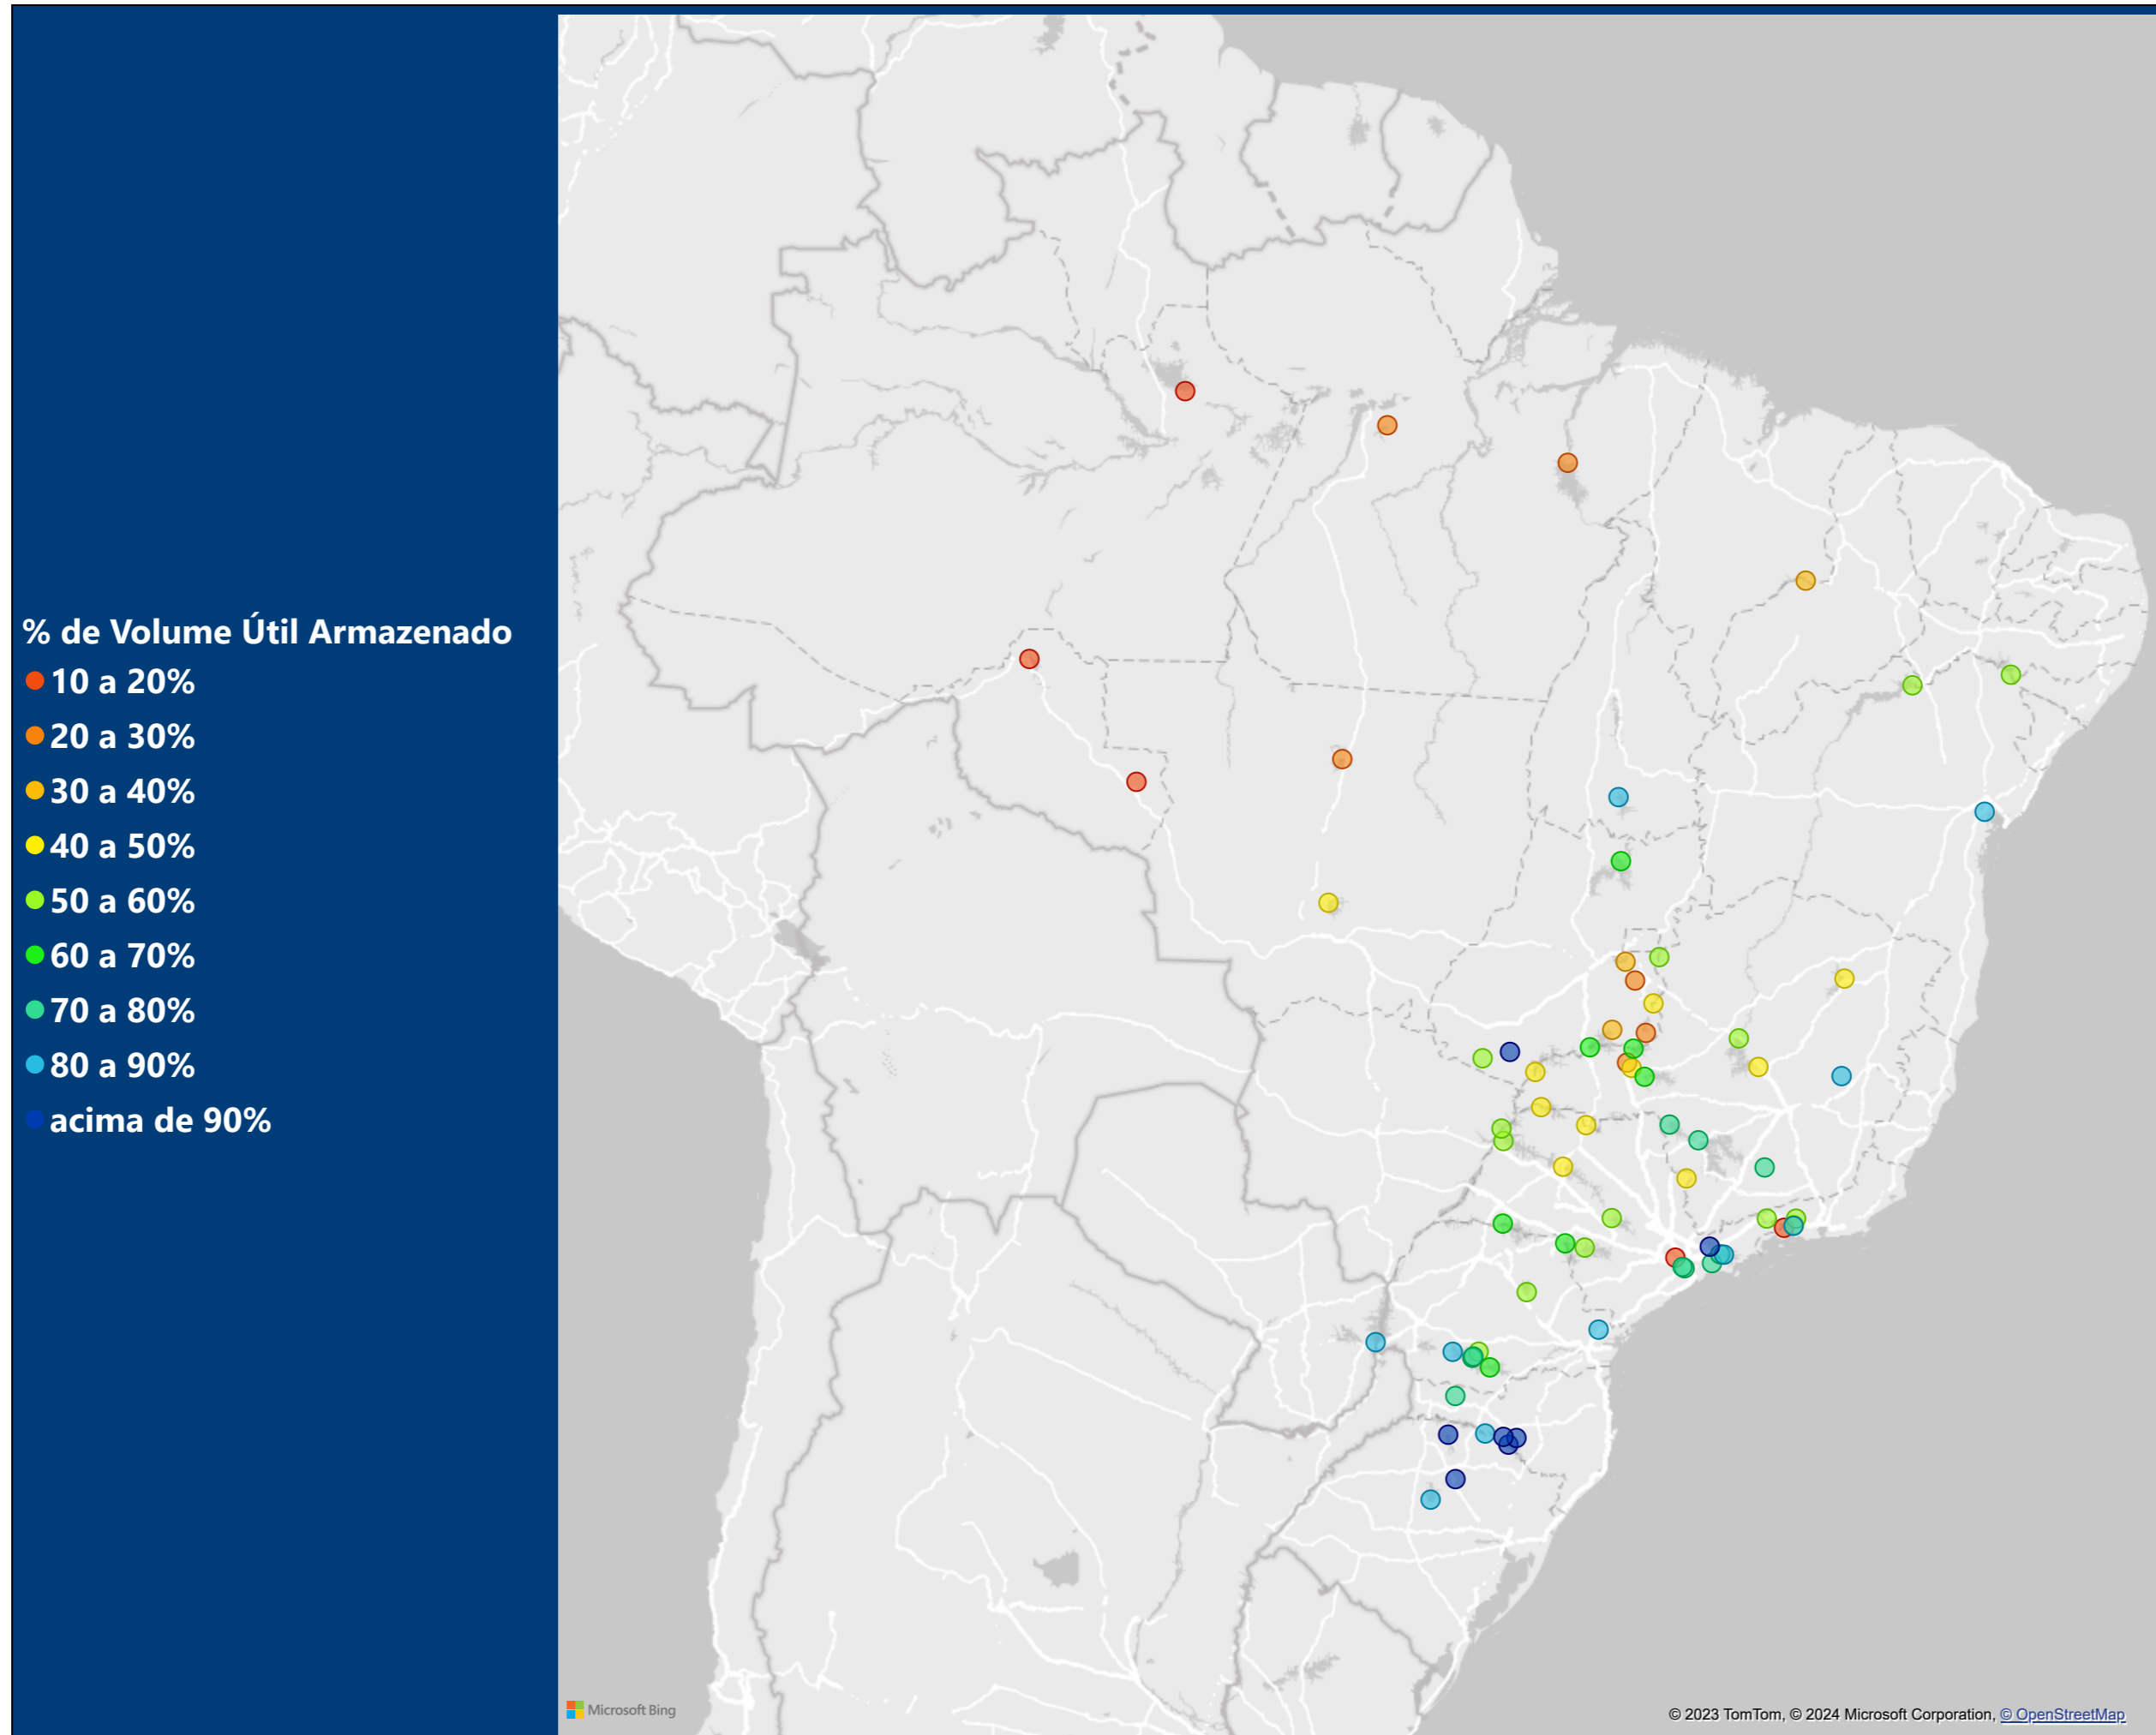 % de Volume Útil Armazenado
10 a 20%
20 a 30%
30 a 40%
40 a 50%
50 a 60%
60 a 70%
70 a 80%
80 a 90%
acima de 90%
Microsoft Bing
© 2023 TomTom, © 2024 Microsoft Corporation, © OpenStreetMap